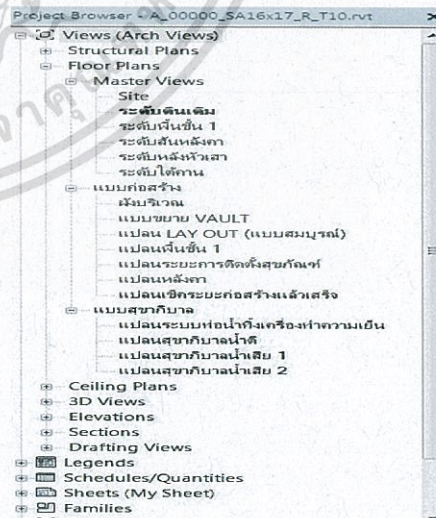 Project Browser - A_00000_SA16x17_R_T10.rvt
Views (Arch Views)
Structural Plans
Floor Plans
Master Views
Site
ระดับดินเดิม
ระดับพื้นชั้น 1
ระดับสันหลังคา
ระดับหลังหัวเสา
ระดับใต้คาน
แบบก่อสร้าง
ผังบริเวณ
แบบขยาย VAULT
แปลน LAY OUT (แบบสมบูรณ์)
แปลนพื้นชั้น 1
แปลนระยะการติดตั้งสุขภัณฑ์
แปลนหลังคา
แปลนเช็คระยะก่อสร้างแล้วเสร็จ
แบบสุขาภิบาล
แปลนระบบท่อน้ำทิ้งเครื่องทำความเย็น
แปลนสุขาภิบาลน้ำดี
แปลนสุขาภิบาลน้ำเสีย 1
แปลนสุขาภิบาลน้ำเสีย 2
Ceiling Plans
3D Views
Elevations
Sections
Drafting Views
Legends
Schedules/Quantities
Sheets (My Sheet)
Families